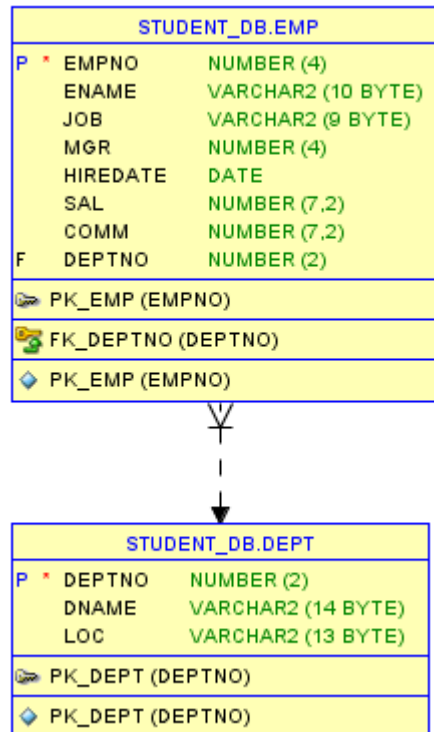 STUDENT_DB.EMP
P * EMPNO NUMBER (4)
ENAME VARCHAR2 (10 BYTE)
JOB VARCHAR2 (9 BYTE)
MGR NUMBER (4)
HIREDATE DATE
SAL NUMBER (7,2)
COMM NUMBER (7,2)
F DEPTNO NUMBER (2)
PK_EMP (EMPNO)
FK_DEPTNO (DEPTNO)
PK_EMP (EMPNO)
STUDENT_DB.DEPT
P * DEPTNO NUMBER (2)
DNAME VARCHAR2 (14 BYTE)
LOC VARCHAR2 (13 BYTE)
PK_DEPT (DEPTNO)
PK_DEPT (DEPTNO)